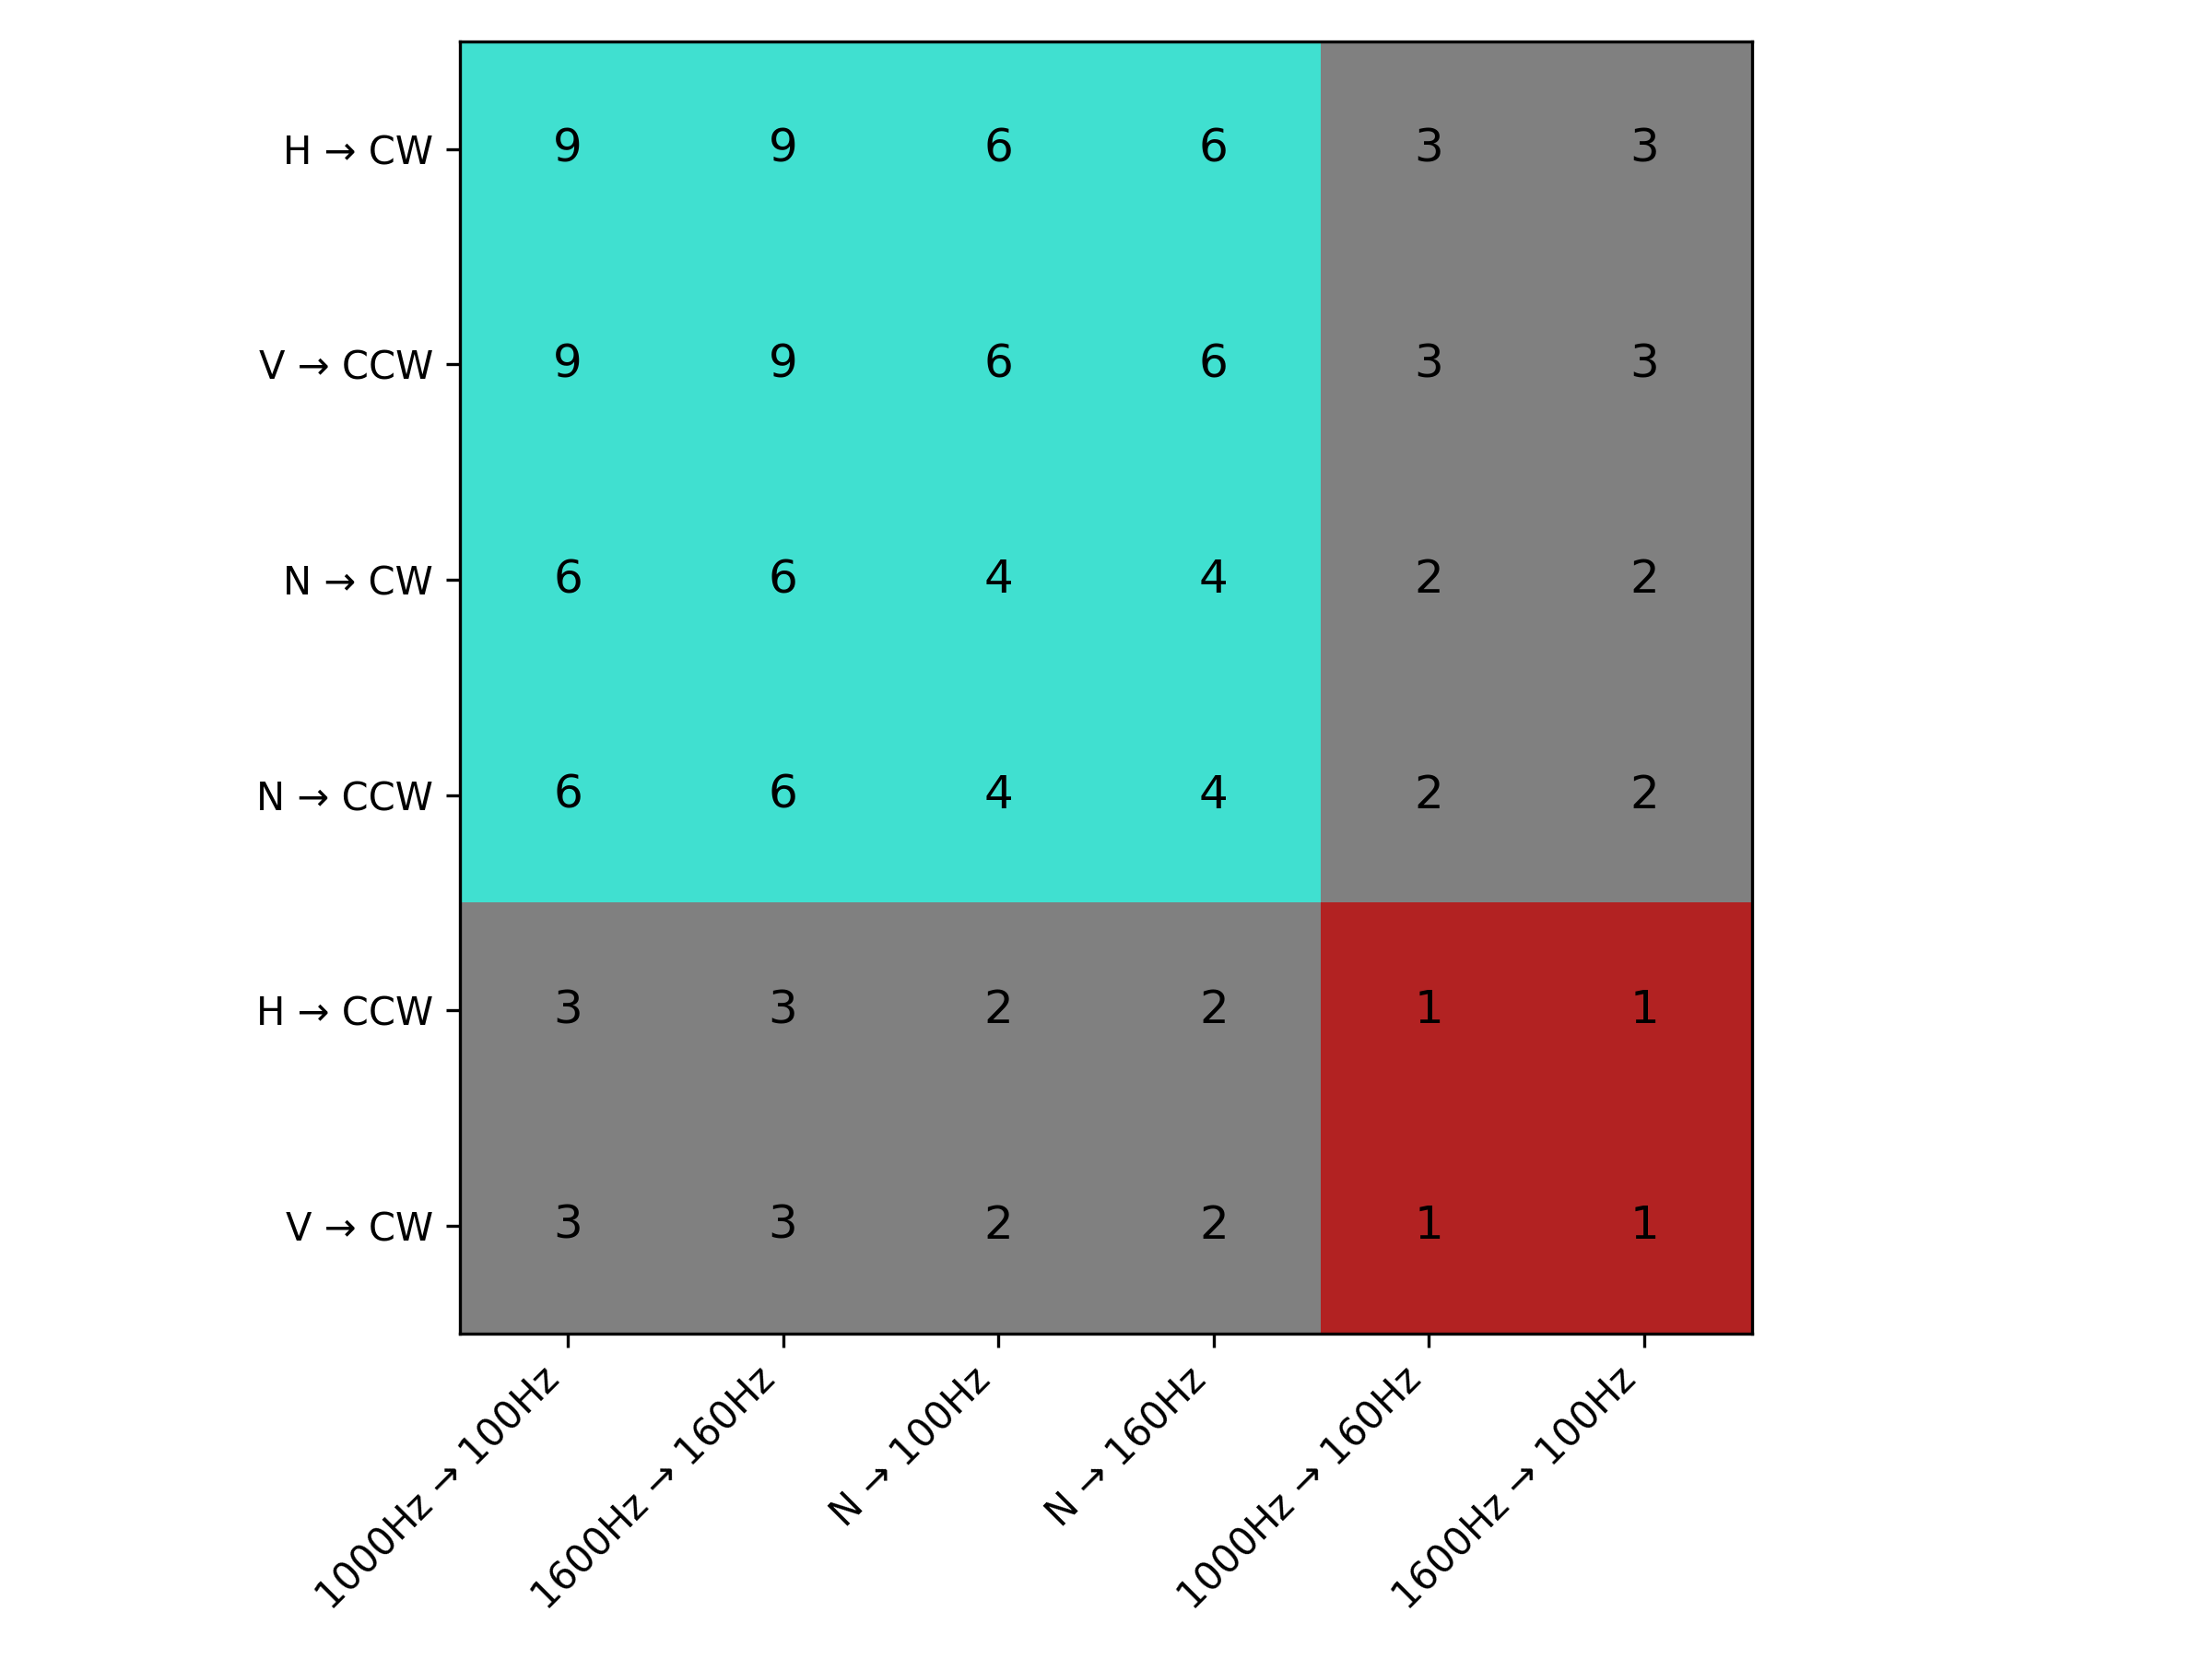 H → CW 9 9 6 6 3 3
V → CCW 9 9 6 6 3 3
N → CW 6 6 4 4 2 2
N → CCW 6 6 4 4 2 2
H → CCW 3 3 2 2 1 1
V → CW 3 3 2 2 1 1
1000Hz → 100Hz
1600Hz → 160Hz
N → 100Hz
N → 160Hz
1000Hz → 160Hz
1600Hz → 100Hz